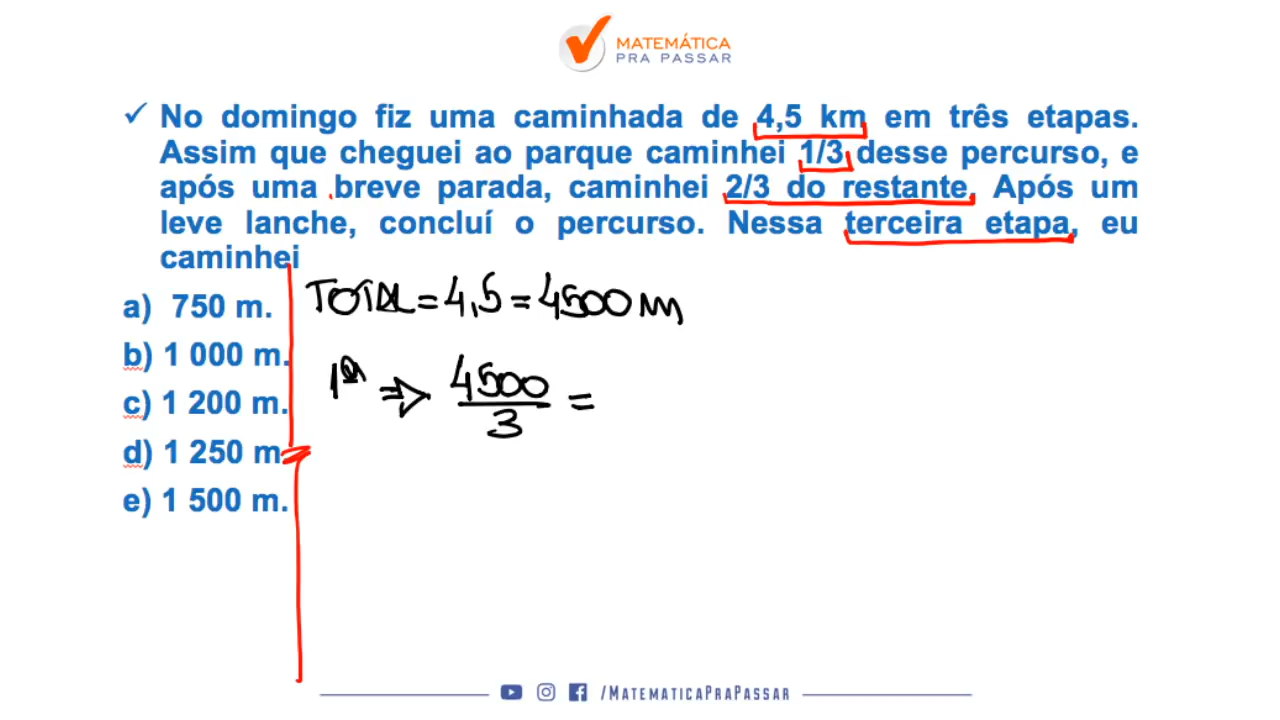 MATEMÁTICA
PRA PASSAR
✓ No domingo fiz uma caminhada de 4,5 km em três etapas.
Assim que cheguei ao parque caminhei 1/3 desse percurso, e
após uma breve parada, caminhei 2/3 do restante. Após um
leve lanche, concluí o percurso. Nessa terceira etapa, eu
caminhei
a) 750 m.
b) 1 000 m.
c) 1 200 m.
d) 1 250 m
e) 1 500 m.
TOTAL = 4,5 = 4500 m
1ª ⇒ 4500/3 =
/MatematicaPraPassar